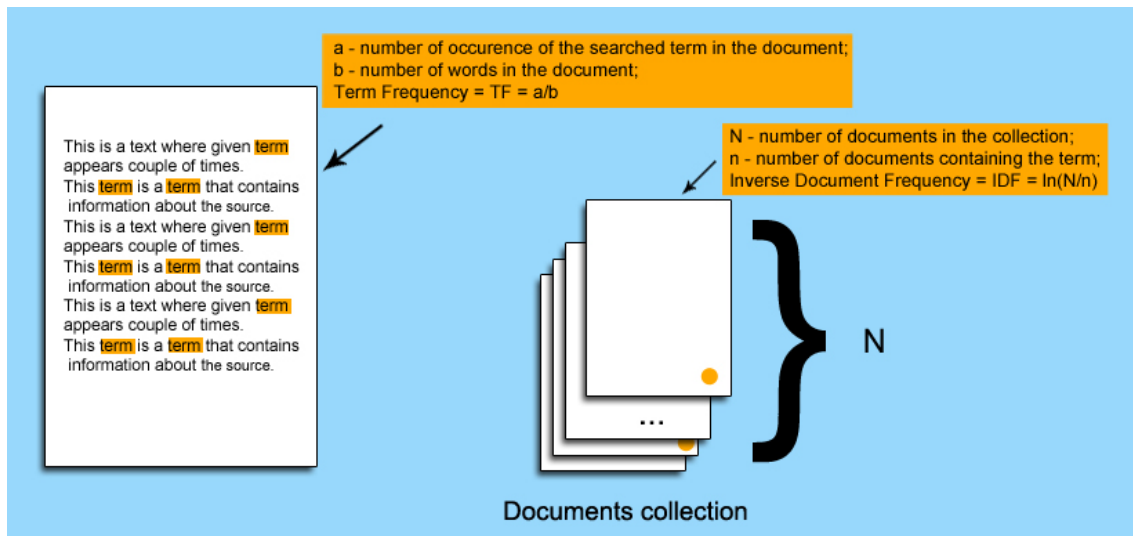 a - number of occurence of the searched term in the document;
b - number of words in the document;
Term Frequency = TF = a/b
This is a text where given term
appears couple of times.
This term is a term that contains
information about the source.
This is a text where given term
appears couple of times.
This term is a term that contains
information about the source.
This is a text where given term
appears couple of times.
This term is a term that contains
information about the source.
N - number of documents in the collection;
n - number of documents containing the term;
Inverse Document Frequency = IDF = ln(N/n)
...
N
Documents collection